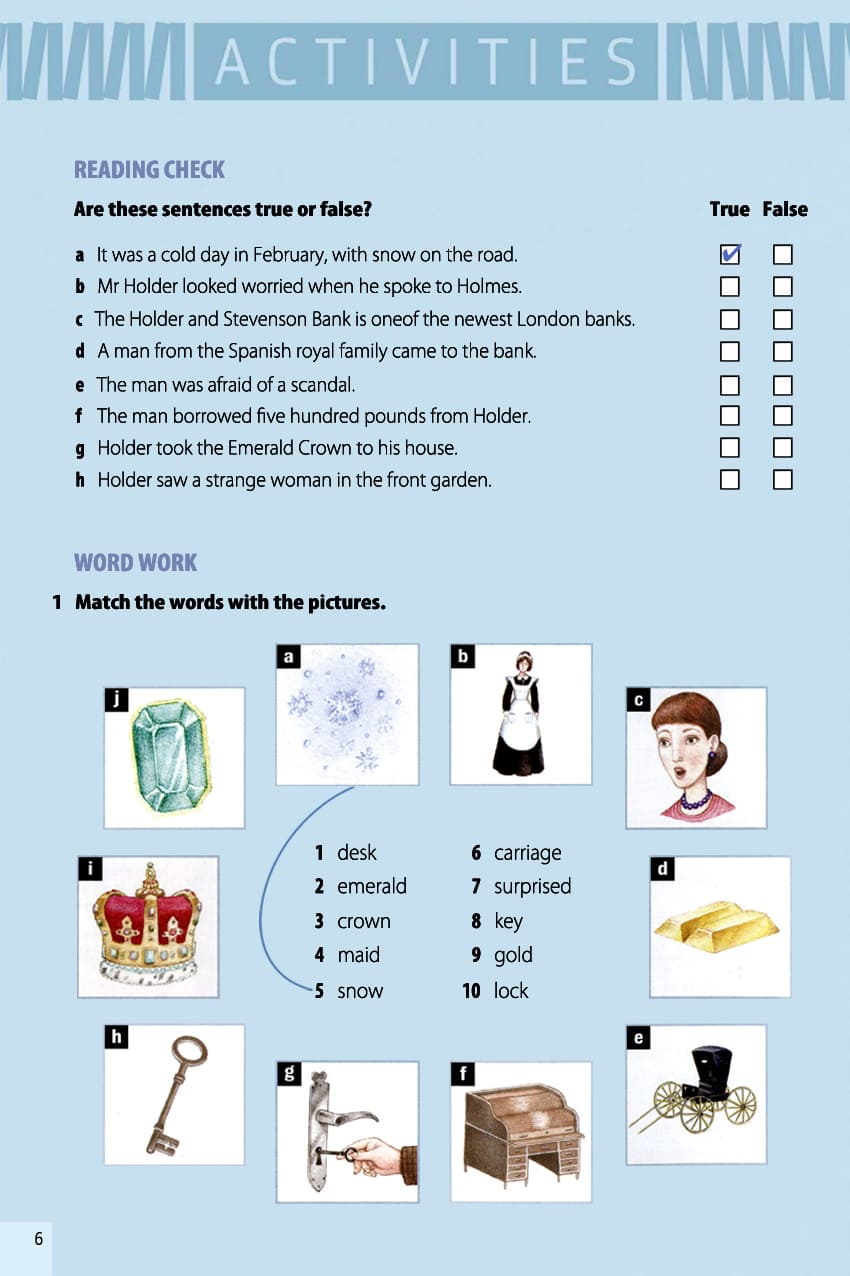 ACTIVITIES
READING CHECK
Are these sentences true or false? True False
a It was a cold day in February, with snow on the road.
b Mr Holder looked worried when he spoke to Holmes.
c The Holder and Stevenson Bank is oneof the newest London banks.
d A man from the Spanish royal family came to the bank.
e The man was afraid of a scandal.
f The man borrowed five hundred pounds from Holder.
g Holder took the Emerald Crown to his house.
h Holder saw a strange woman in the front garden.
WORD WORK
1 Match the words with the pictures.
a
b
j
c
1 desk
2 emerald
3 crown
4 maid
5 snow
6 carriage
7 surprised
8 key
9 gold
10 lock
i
d
h
e
g
f
6